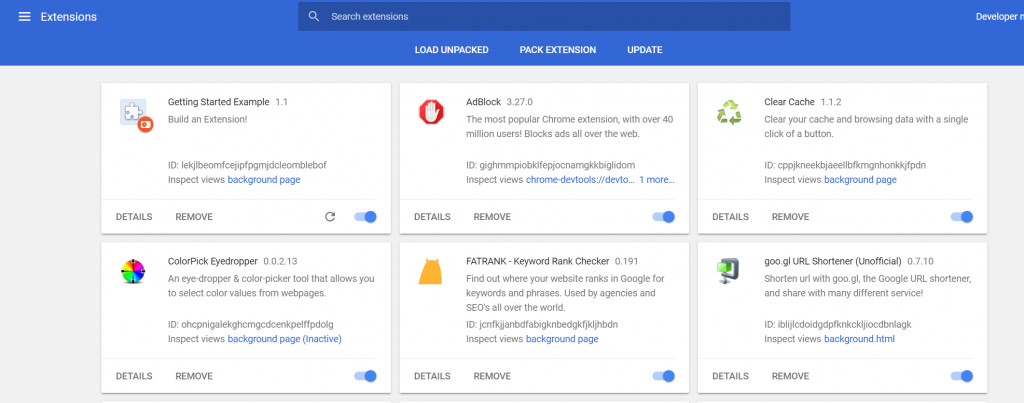 Extensions
Search extensions
Developer
LOAD UNPACKED PACK EXTENSION UPDATE
Getting Started Example 1.1
Build an Extension!
ID: lekjlbeomfcejipfpgmjdcleomblebof
Inspect views background page
DETAILS REMOVE
AdBlock 3.27.0
The most popular Chrome extension, with over 40
million users! Blocks ads all over the web.
ID: gighmmpiobklfepjocnamgkkbiglidom
Inspect views chrome-devtools://devto... 1 more...
DETAILS REMOVE
Clear Cache 1.1.2
Clear your cache and browsing data with a single
click of a button.
ID: cppjkneekbjaeellbfkmgnhonkkjfpdn
Inspect views background page
DETAILS REMOVE
ColorPick Eyedropper 0.0.2.13
An eye-dropper & color-picker tool that allows you
to select color values from webpages.
ID: ohcpnigalekghcmgcdcenkpelffpdolg
Inspect views background page (Inactive)
DETAILS REMOVE
FATRANK - Keyword Rank Checker 0.191
Find out where your website ranks in Google for
keywords and phrases. Used by agencies and
SEO's all over the world.
ID: jcnfkjjanbdfabigknbedgkfjkljhbdn
Inspect views background page
DETAILS REMOVE
goo.gl URL Shortener (Unofficial) 0.7.10
Shorten url with goo.gl, the Google URL shortener,
and share with many different service!
ID: iblijlcdoidgdpfknkckljiocdbnlagk
Inspect views background.html
DETAILS REMOVE